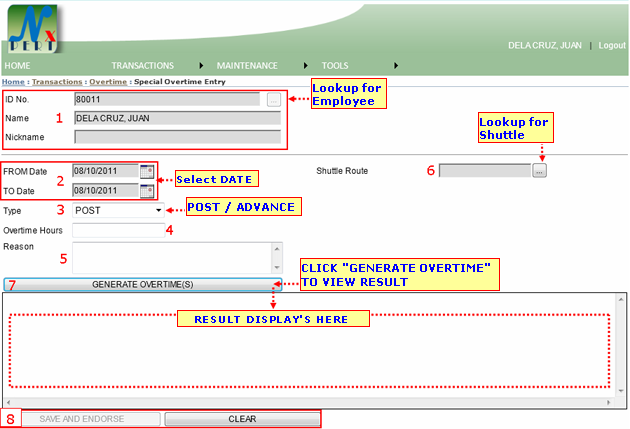 N x
PERT
DELA CRUZ, JUAN | Logout
HOME TRANSACTIONS MAINTENANCE TOOLS
Home : Transactions : Overtime : Special Overtime Entry
ID No. 80011 ...
Lookup for
Employee
1 Name DELA CRUZ, JUAN
Nickname
Lookup for
Shuttle
FROM Date 08/10/2011
Shuttle Route 6 ...
2
Select DATE
TO Date 08/10/2011
Type 3 POST
POST / ADVANCE
Overtime Hours 4
Reason
5
CLICK "GENERATE OVERTIME"
TO VIEW RESULT
7 GENERATE OVERTIME(S)
RESULT DISPLAY'S HERE
8 SAVE AND ENDORSE CLEAR